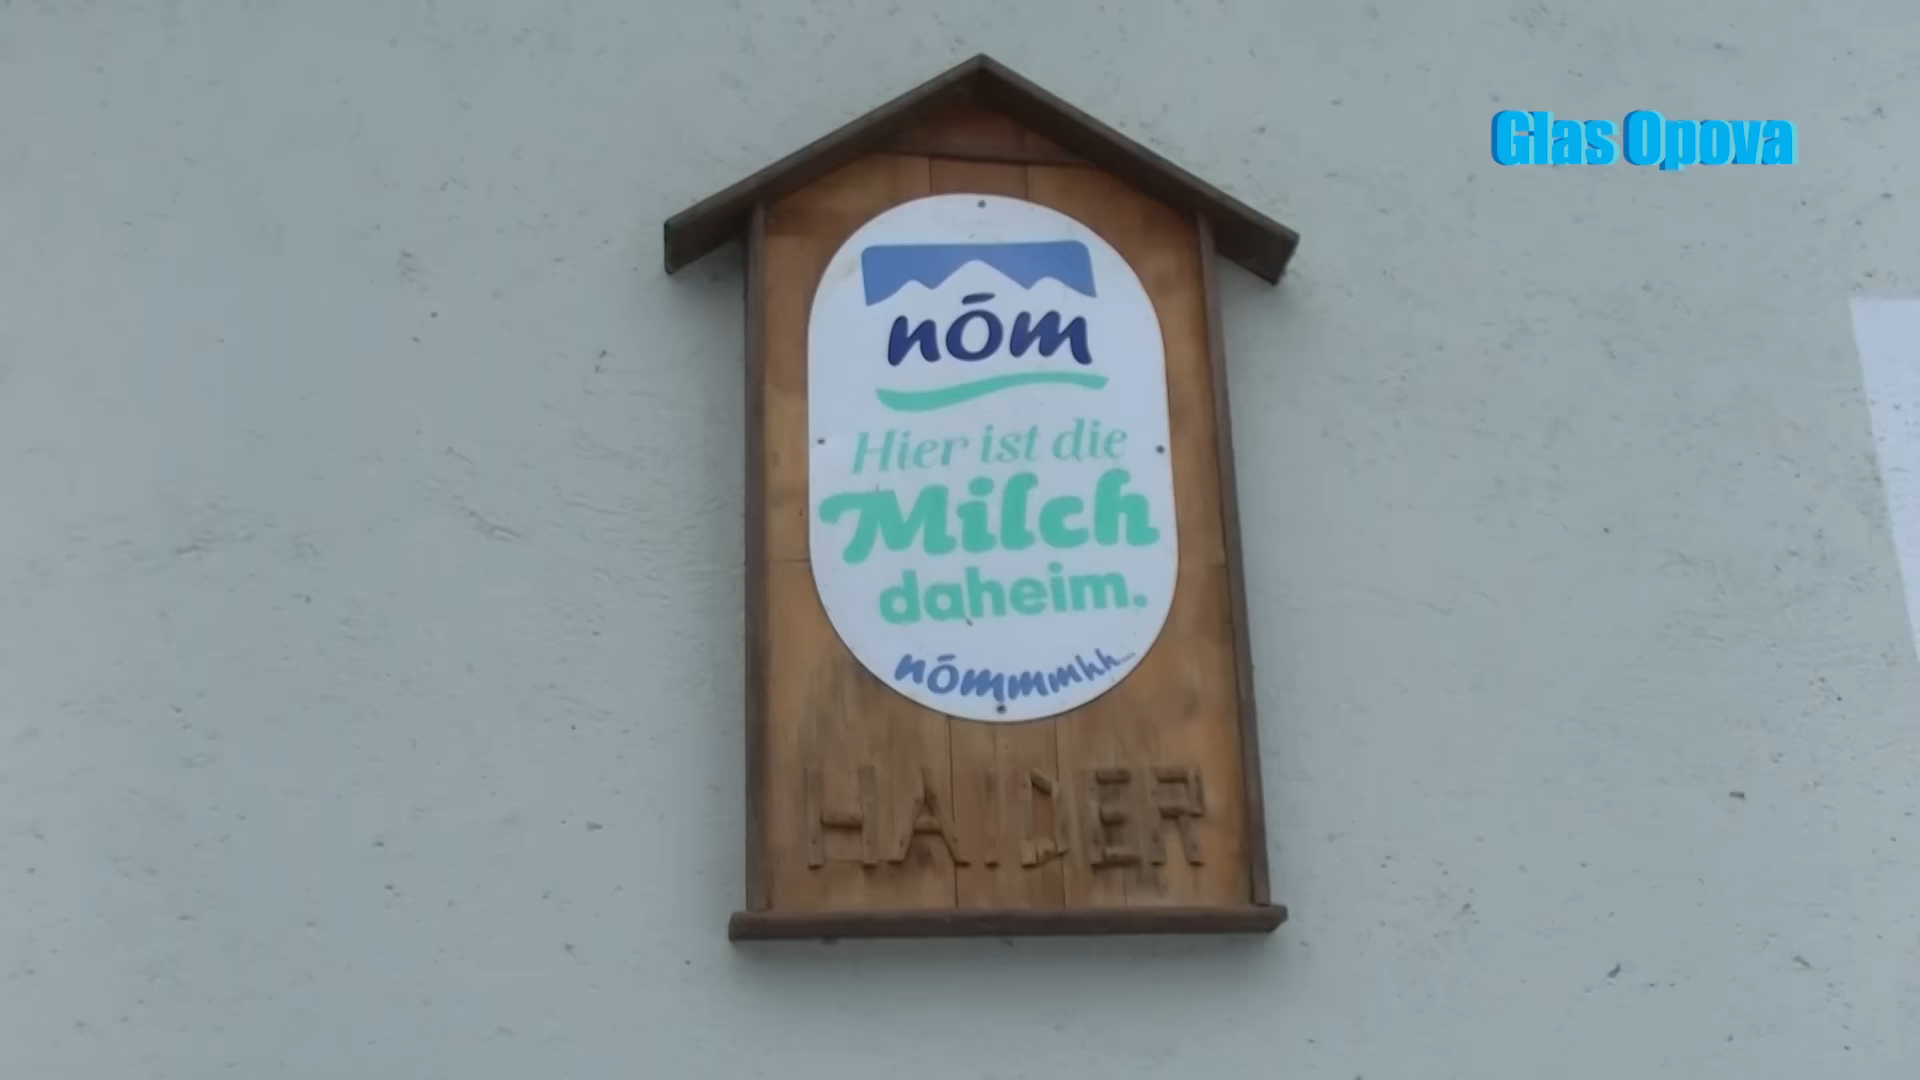 Glas Opova
nōm
Hier ist die
Milch
daheim.
nōmmmhh...
HAIDER